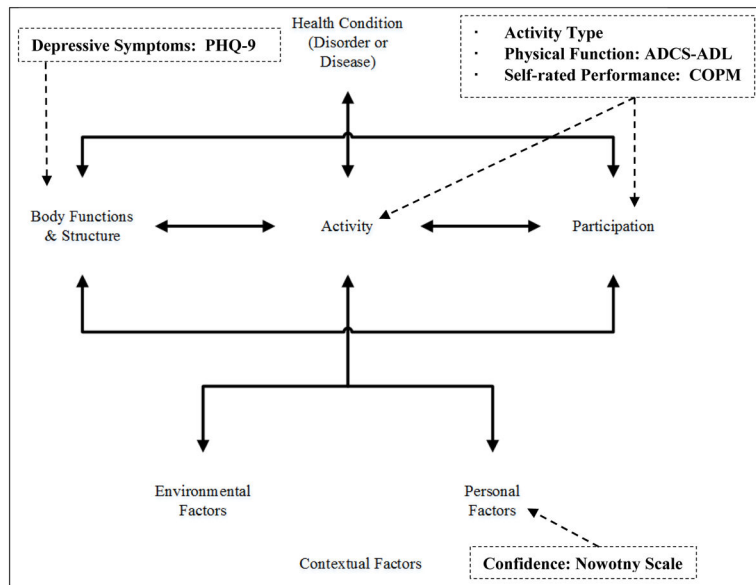 Depressive Symptoms: PHQ-9
Health Condition
(Disorder or
Disease)
· Activity Type
· Physical Function: ADCS-ADL
· Self-rated Performance: COPM
Body Functions
& Structure
Activity
Participation
Environmental
Factors
Personal
Factors
Contextual Factors
Confidence: Nowotny Scale